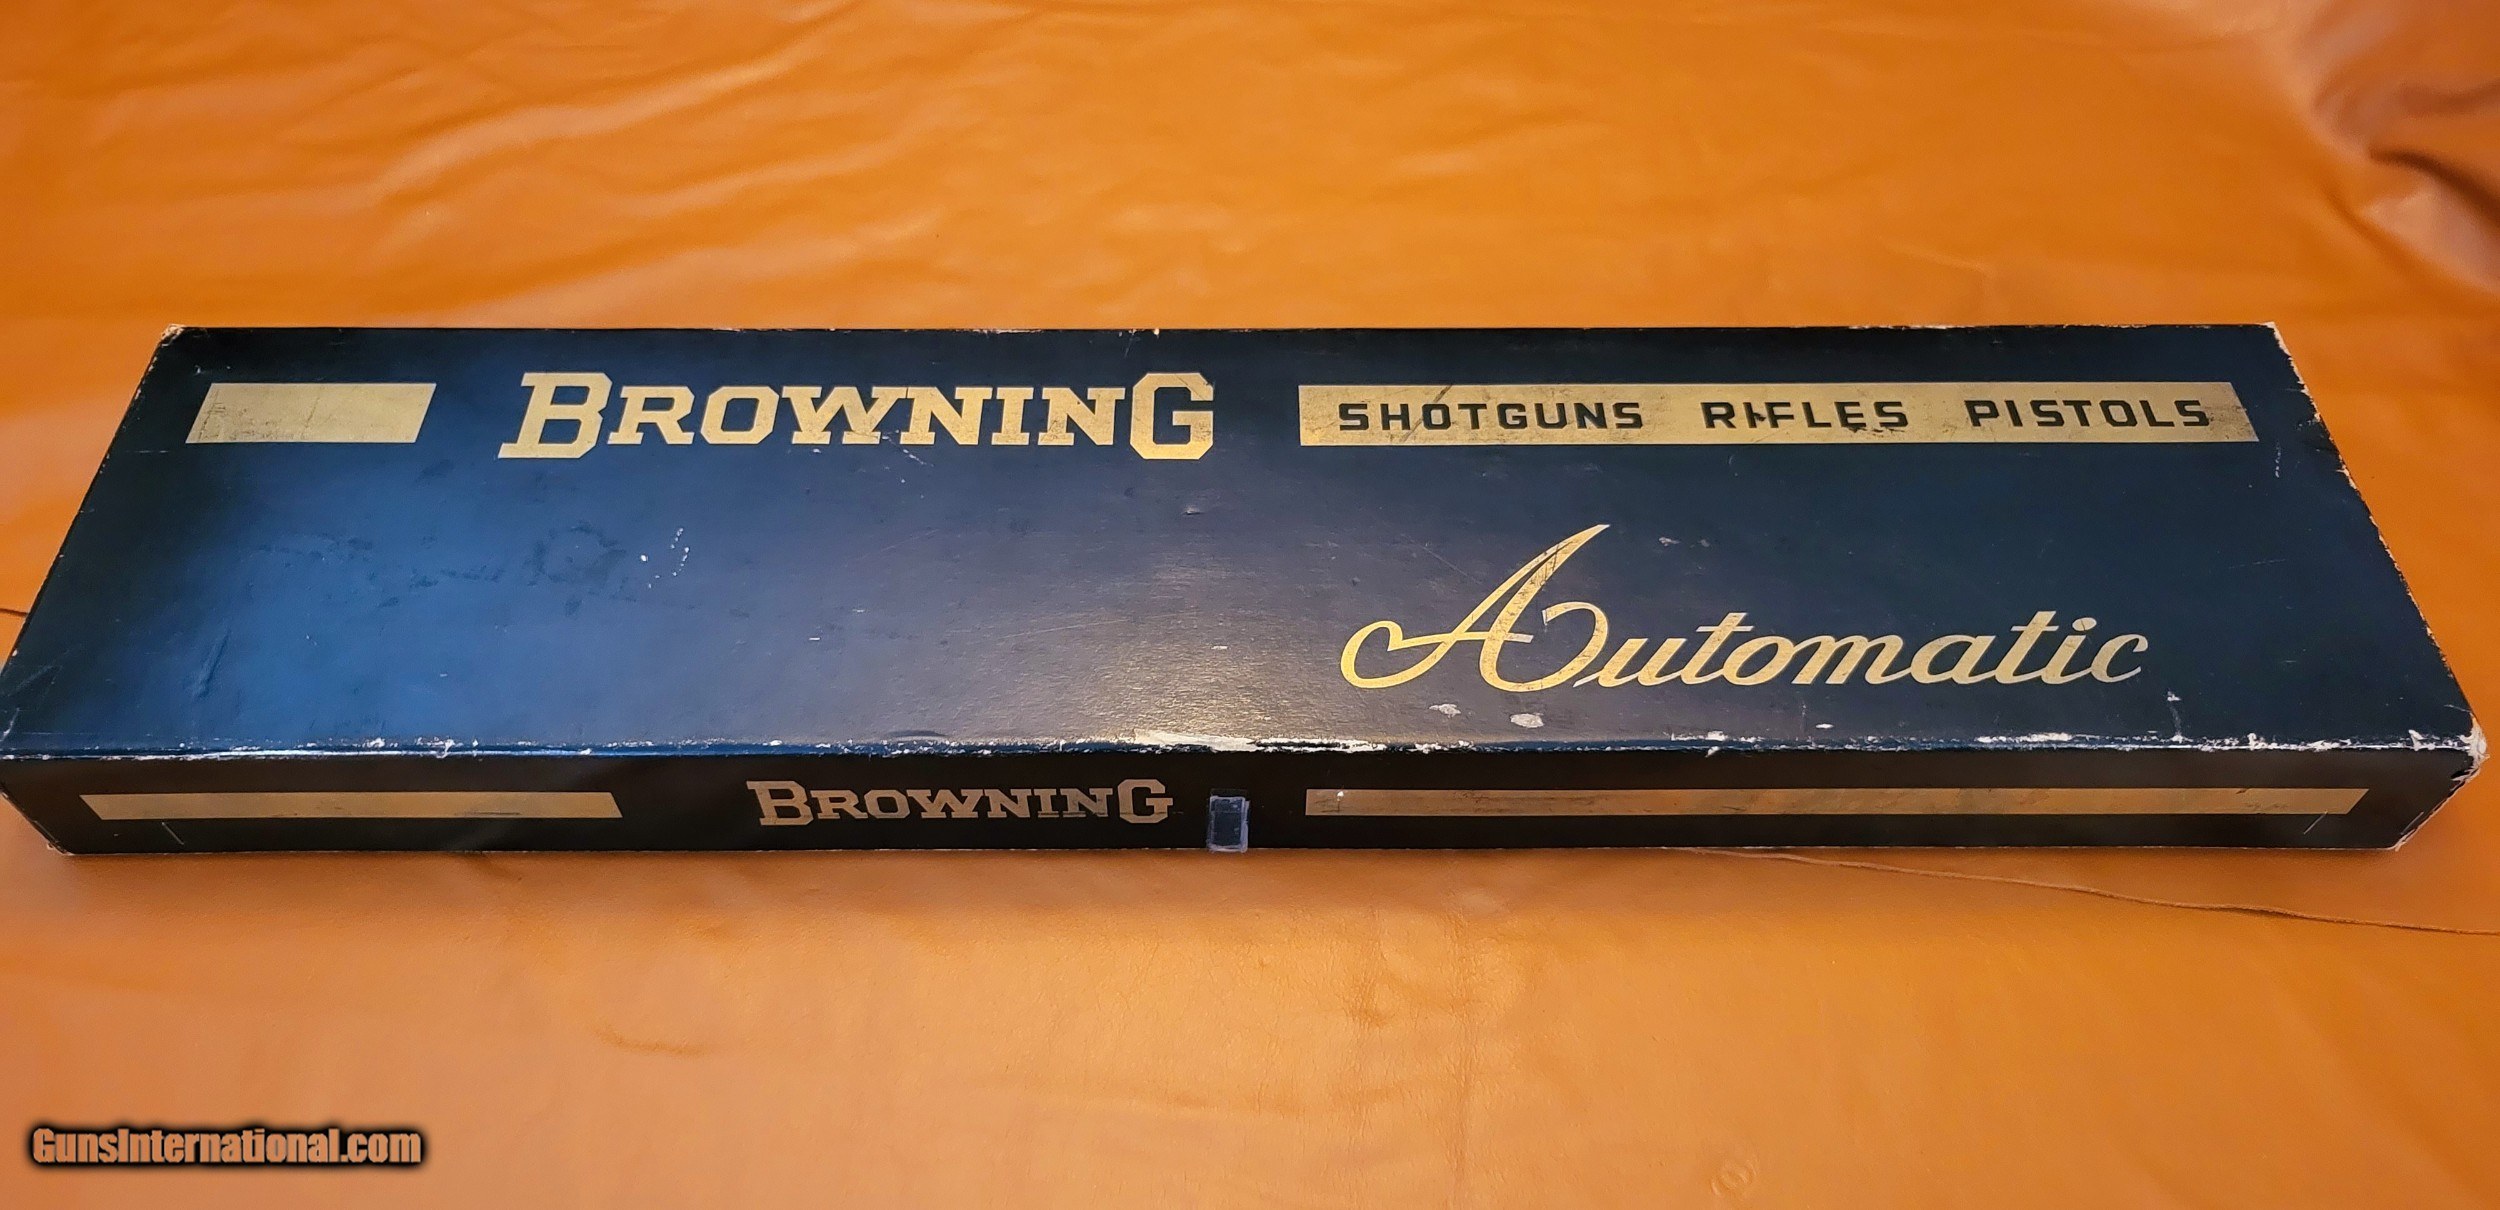 BROWNING SHOTGUNS RIFLES PISTOLS
Automatic
BROWNING
GunsInternational.com